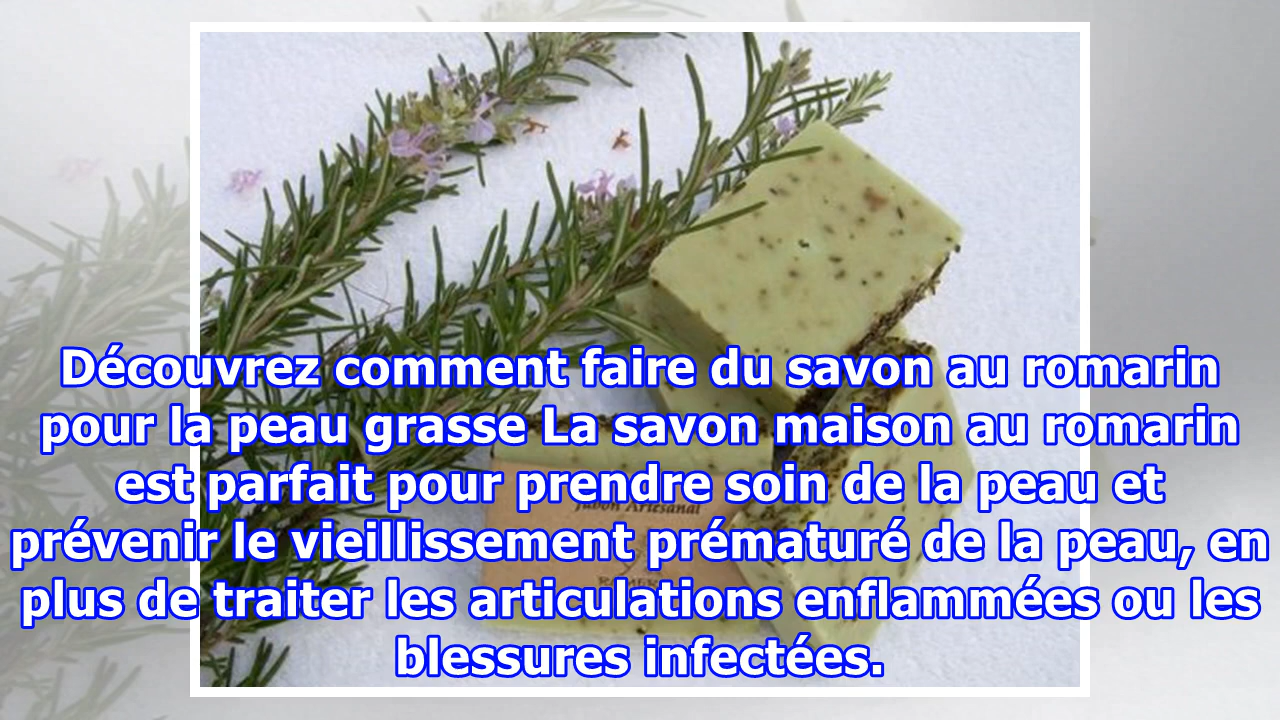 Découvrez comment faire du savon au romarin
pour la peau grasse La savon maison au romarin
est parfait pour prendre soin de la peau et
prévenir le vieillissement prématuré de la peau, en
plus de traiter les articulations enflammées ou les
blessures infectées.
Jabón Artesanal